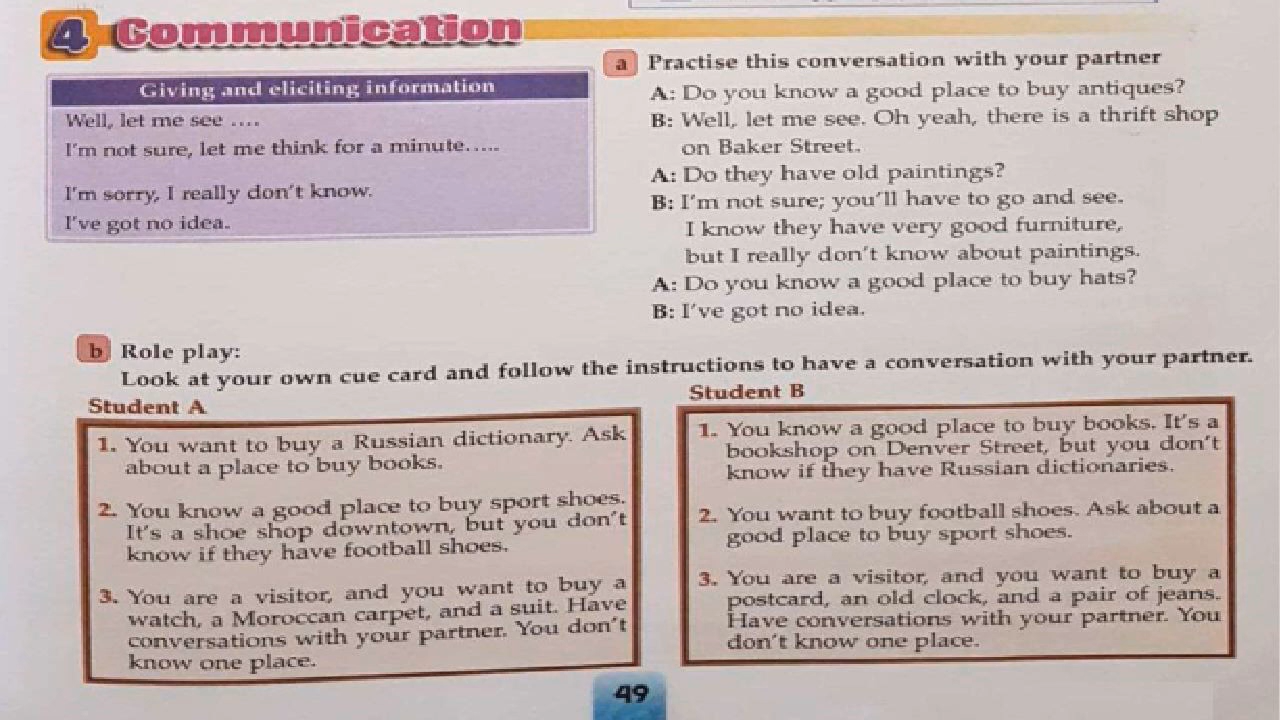 4 Communication
Giving and eliciting information
Well, let me see ....
I'm not sure, let me think for a minute.....
I'm sorry, I really don't know.
I've got no idea.
a Practise this conversation with your partner
A: Do you know a good place to buy antiques?
B: Well, let me see. Oh yeah, there is a thrift shop
on Baker Street.
A: Do they have old paintings?
B: I'm not sure; you'll have to go and see.
I know they have very good furniture,
but I really don't know about paintings.
A: Do you know a good place to buy hats?
B: I've got no idea.
b Role play:
Look at your own cue card and follow the instructions to have a conversation with your partner.
Student A
1. You want to buy a Russian dictionary. Ask
about a place to buy books.
2. You know a good place to buy sport shoes.
It's a shoe shop downtown, but you don't
know if they have football shoes.
3. You are a visitor, and you want to buy a
watch, a Moroccan carpet, and a suit. Have
conversations with your partner. You don't
know one place.
Student B
1. You know a good place to buy books. It's a
bookshop on Denver Street, but you don't
know if they have Russian dictionaries.
2. You want to buy football shoes. Ask about a
good place to buy sport shoes.
3. You are a visitor, and you want to buy a
postcard, an old clock, and a pair of jeans.
Have conversations with your partner. You
don't know one place.
49